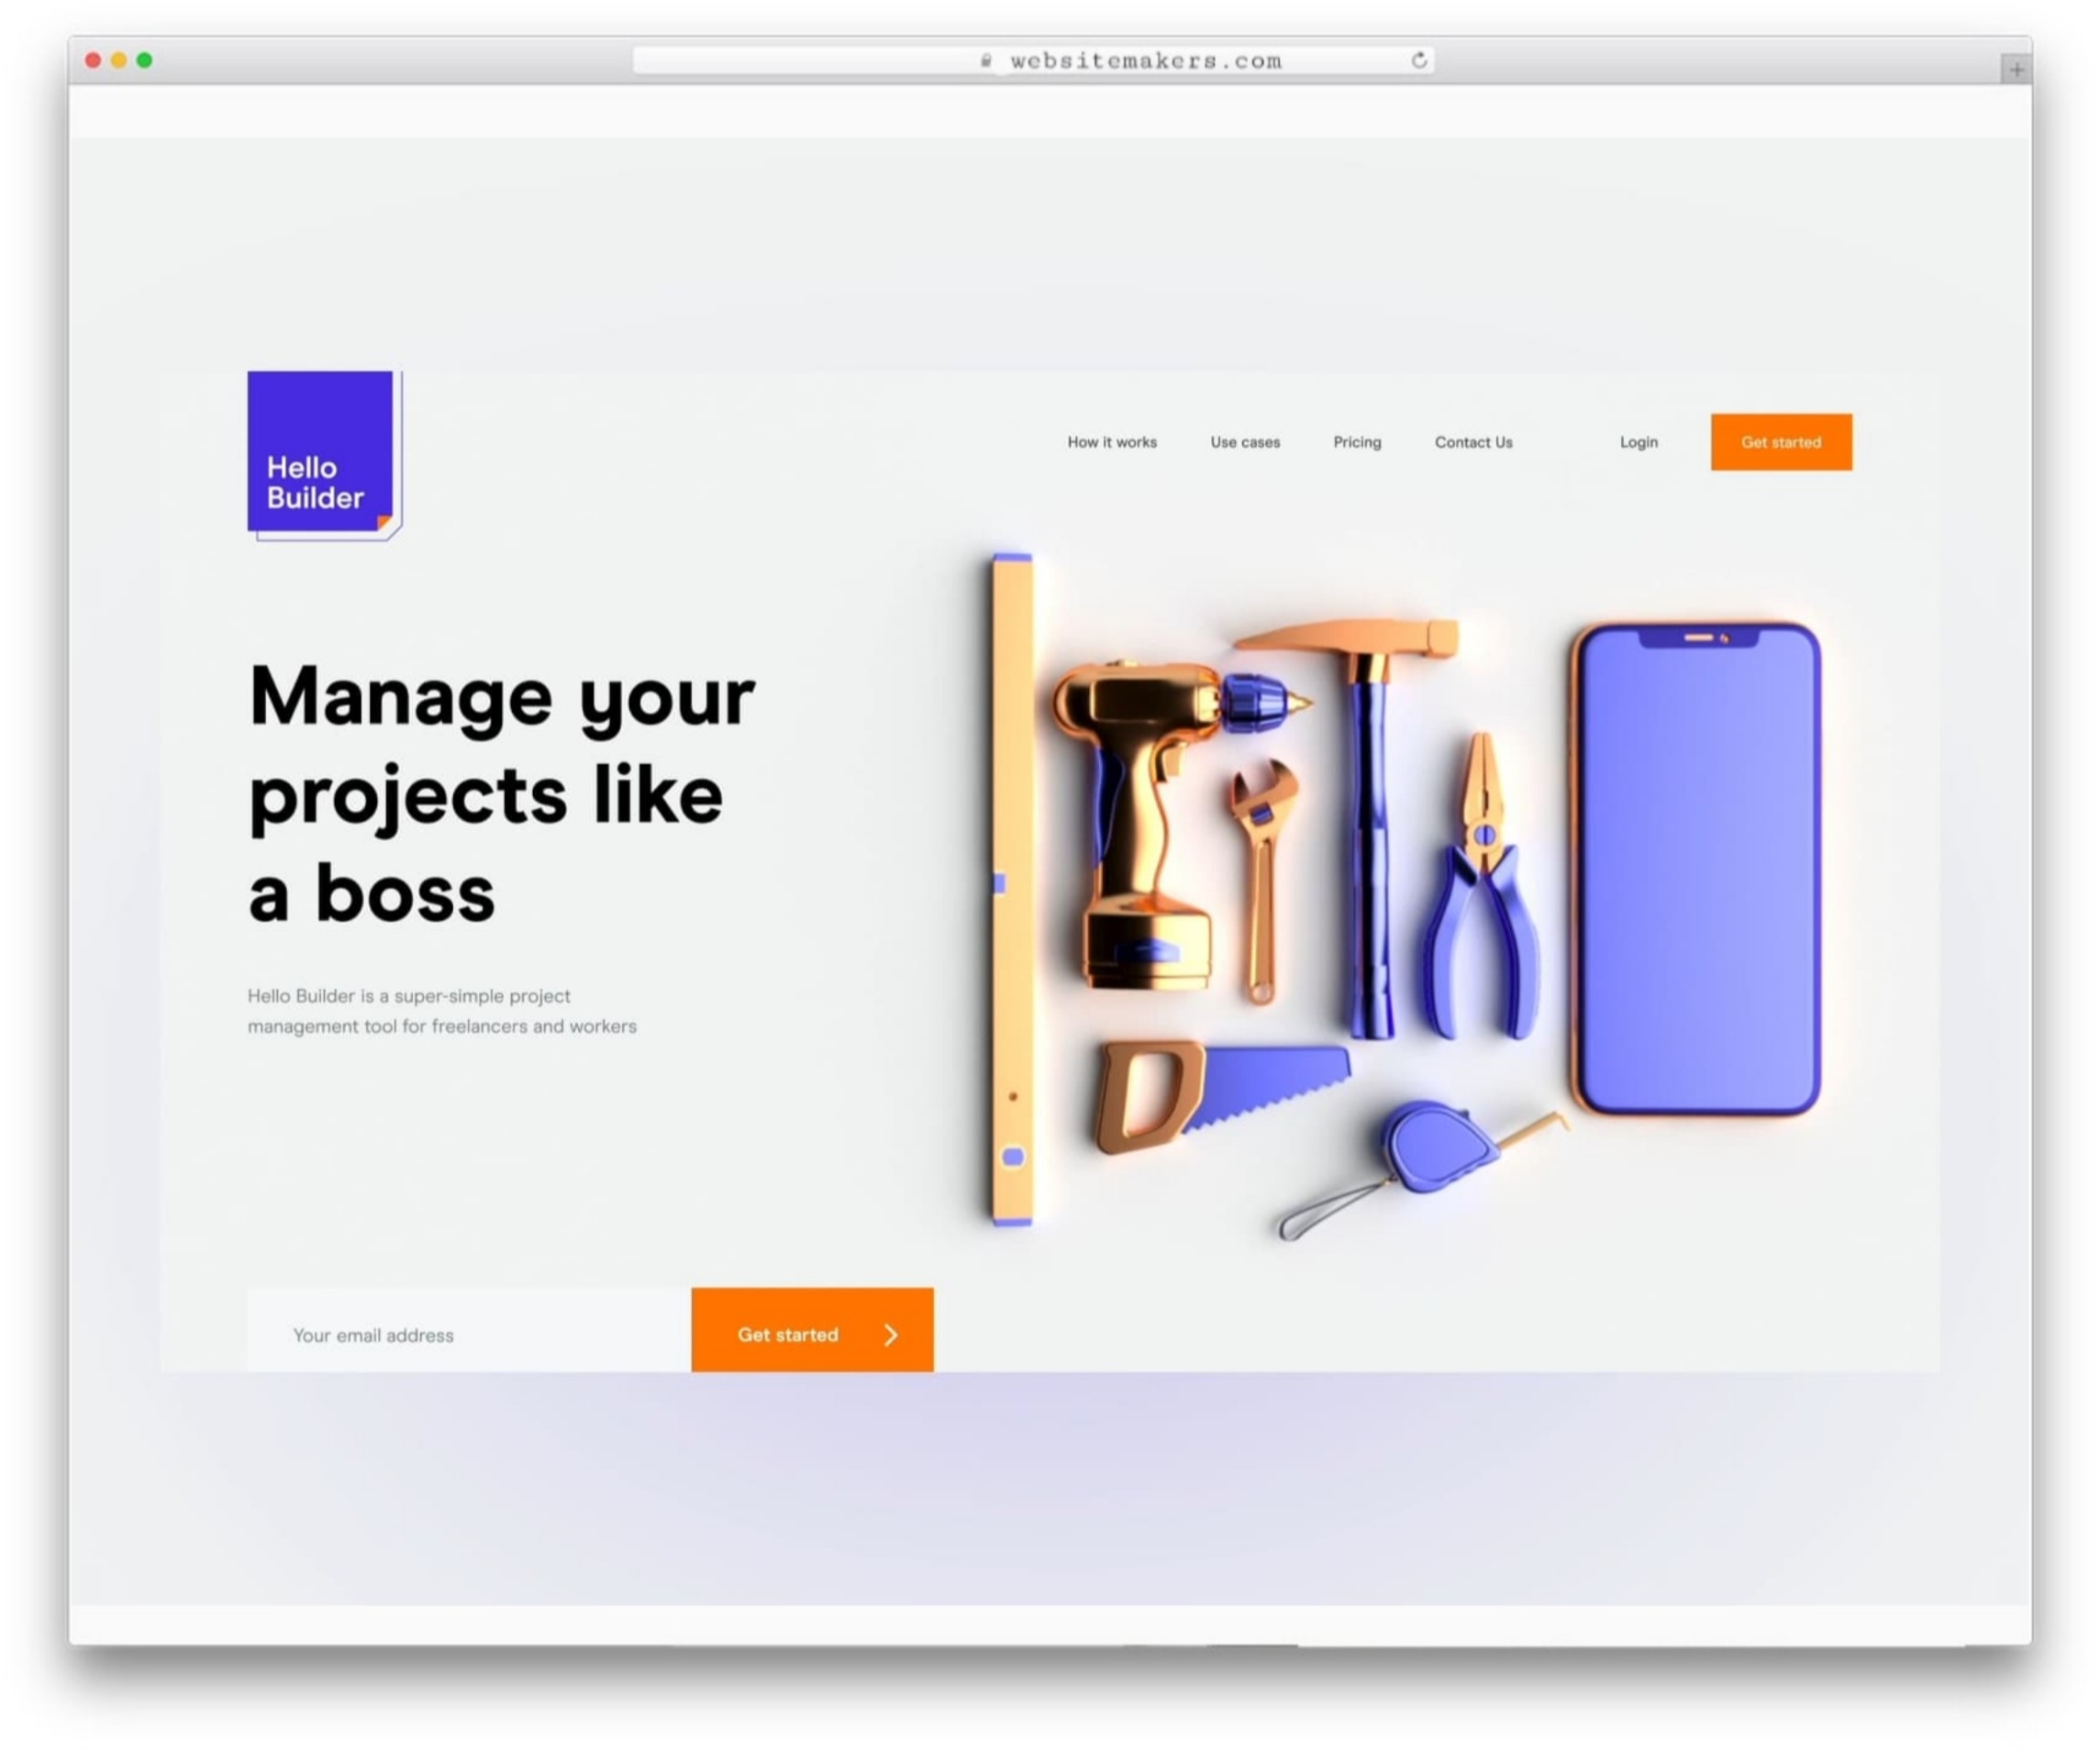 websitemakers.com
Hello
Builder
How it works
Use cases
Pricing
Contact Us
Login
Get started
Manage your
projects like
a boss
Hello Builder is a super-simple project
management tool for freelancers and workers
Your email address
Get started